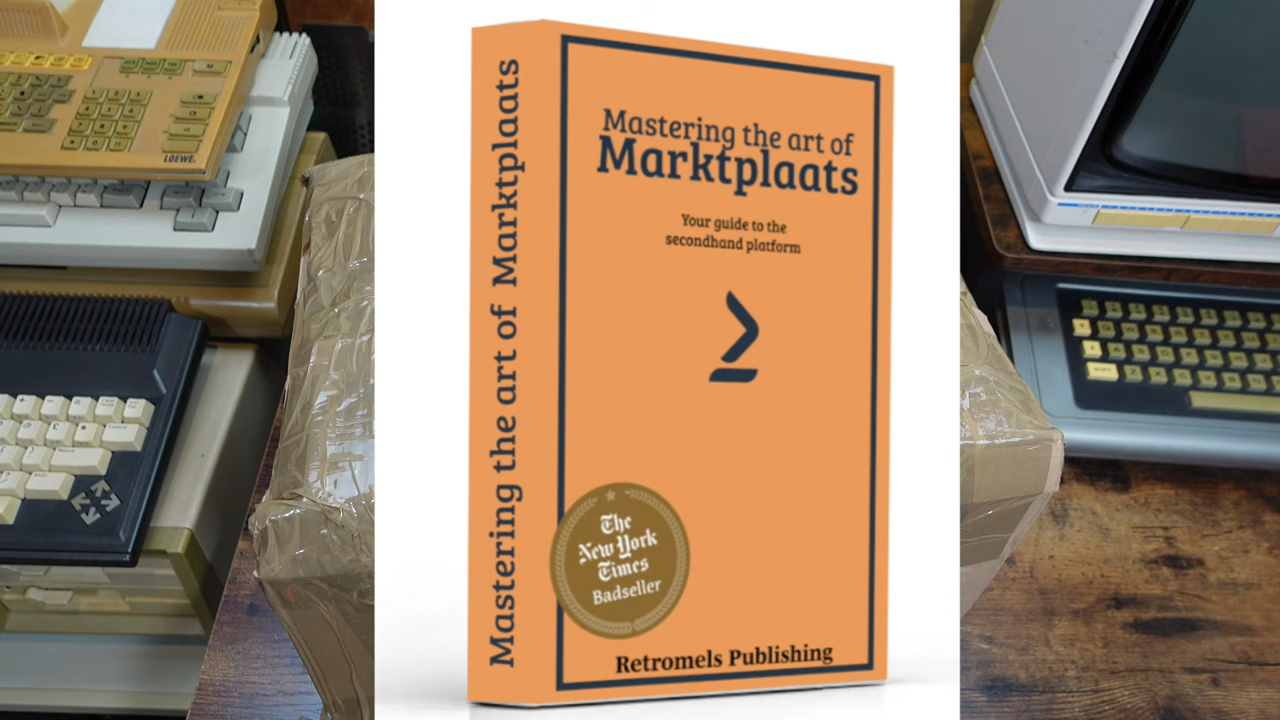 LOEWE.
Mastering the art of Marktplaats
Mastering the art of
Marktplaats
Your guide to the
secondhand platform
The
New York
Times
Badseller
Retromels Publishing